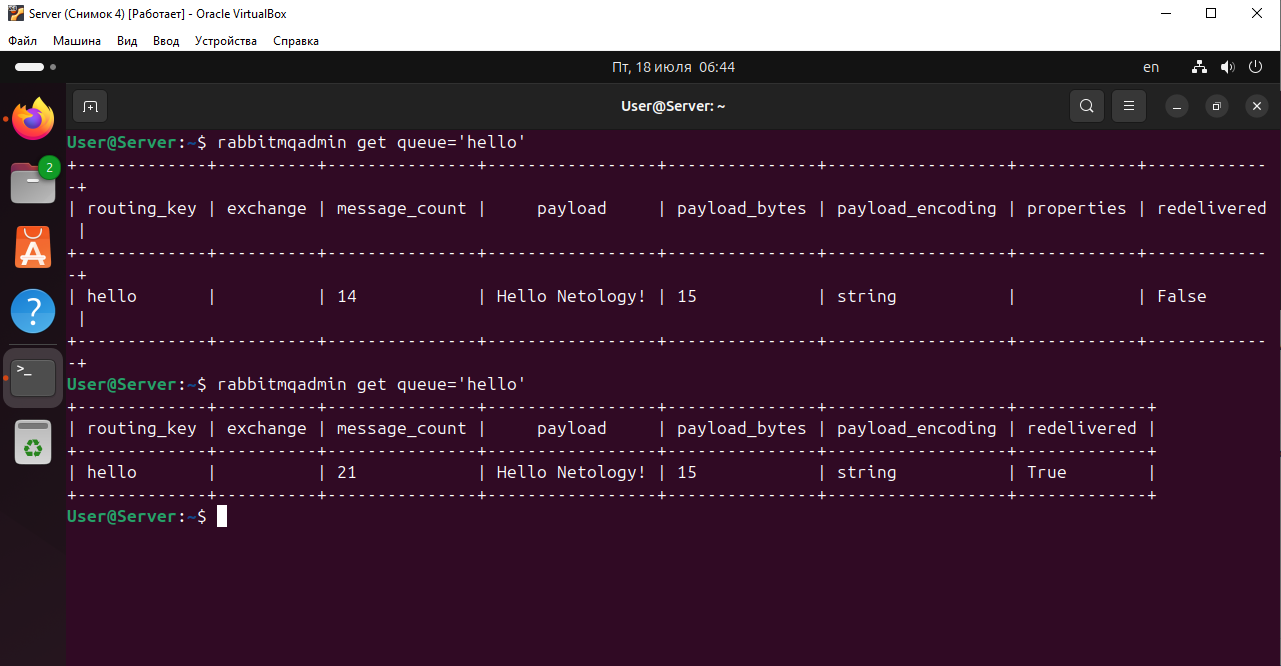 Server (Снимок 4) [Работает] - Oracle VirtualBox
Файл Машина Вид Ввод Устройства Справка
Пт, 18 июля 06:44 en
User@Server: ~
2
User@Server:~$ rabbitmqadmin get queue='hello'
+-------------+----------+---------------+-----------------+---------------+------------------+------------+------------
-+
| routing_key | exchange | message_count |     payload     | payload_bytes | payload_encoding | properties | redelivered
 |
+-------------+----------+---------------+-----------------+---------------+------------------+------------+------------
-+
| hello       |          | 14            | Hello Netology! | 15            | string           |            | False
 |
+-------------+----------+---------------+-----------------+---------------+------------------+------------+------------
-+
User@Server:~$ rabbitmqadmin get queue='hello'
+-------------+----------+---------------+-----------------+---------------+------------------+-------------+
| routing_key | exchange | message_count |     payload     | payload_bytes | payload_encoding | redelivered |
+-------------+----------+---------------+-----------------+---------------+------------------+-------------+
| hello       |          | 21            | Hello Netology! | 15            | string           | True        |
+-------------+----------+---------------+-----------------+---------------+------------------+-------------+
User@Server:~$